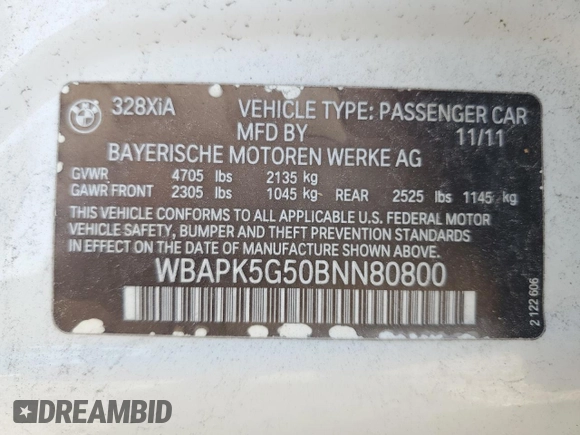 BMW
328XiA
VEHICLE TYPE: PASSENGER CAR
MFD BY 11/11
BAYERISCHE MOTOREN WERKE AG
GVWR 4705 lbs 2135 kg
GAWR FRONT 2305 lbs 1045 kg REAR 2525 lbs 1145 kg
THIS VEHICLE CONFORMS TO ALL APPLICABLE U.S. FEDERAL MOTOR
VEHICLE SAFETY, BUMPER AND THEFT PREVENTION STANDARDS
IN EFFECT ON THE DATE OF MANUFACTURE SHOWN ABOVE.
WBAPK5G50BNN80800
2 122 606
DREAMBID